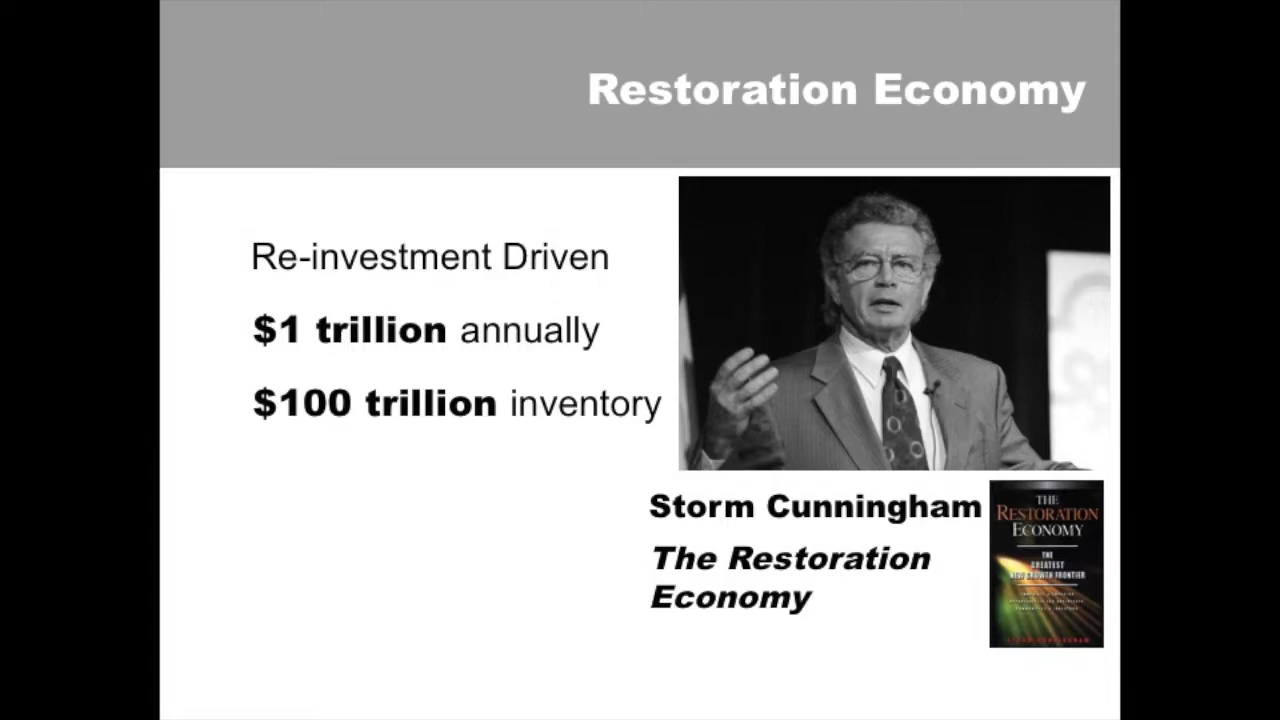 Restoration Economy
Re-investment Driven
$1 trillion annually
$100 trillion inventory
Storm Cunningham
The Restoration
Economy
THE
RESTORATION
ECONOMY
THE
GREATEST
NEW GROWTH FRONTIER